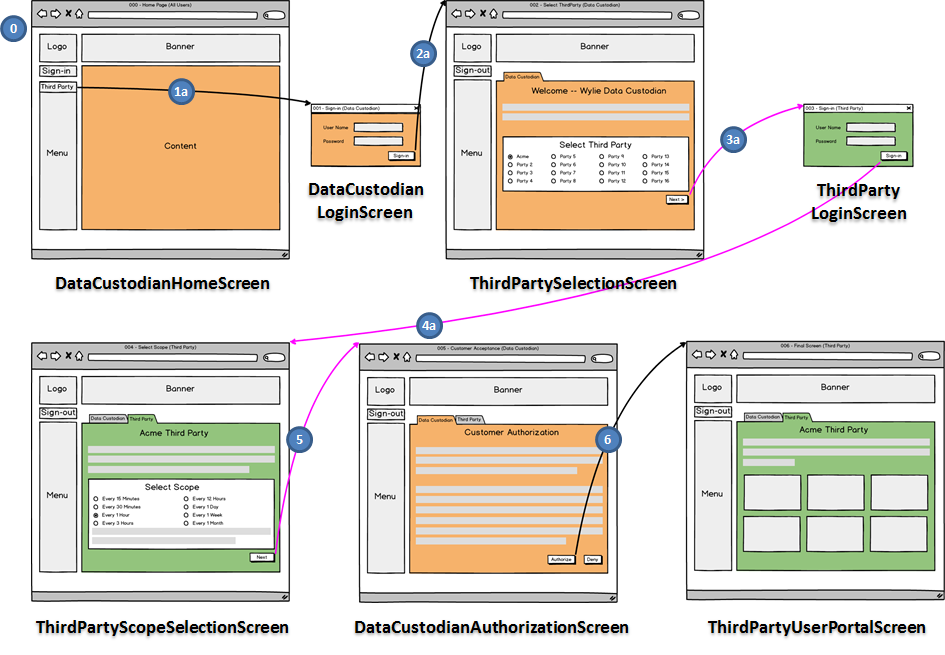 0
000 - Home Page (All Users)
Logo
Banner
Sign-in
Third Party
Menu
Content
1a
DataCustodianHomeScreen
001 - Sign-in (Data Custodian)
User Name
Password
Sign-in
DataCustodian
LoginScreen
2a
002 - Select ThirdParty (Data Custodian)
Logo
Banner
Sign-out
Data Custodian
Welcome -- Wylie Data Custodian
Menu
Select Third Party
Acme
Party 5
Party 9
Party 13
Party 2
Party 6
Party 10
Party 14
Party 3
Party 7
Party 11
Party 15
Party 4
Party 8
Party 12
Party 16
Next >
ThirdPartySelectionScreen
3a
003 - Sign-in (Third Party)
User Name
Password
Sign-in
ThirdParty
LoginScreen
4a
004 - Select Scope (Third Party)
Logo
Banner
Sign-out
Data Custodian
Third Party
Acme Third Party
Menu
Select Scope
Every 15 Minutes
Every 12 Hours
Every 30 Minutes
Every 1 Day
Every 1 Hour
Every 1 Week
Every 3 Hours
Every 1 Month
Next
ThirdPartyScopeSelectionScreen
5
005 - Customer Acceptance (Data Custodian)
Logo
Banner
Sign-out
Data Custodian
Third Party
Customer Authorization
Menu
Authorize
Deny
DataCustodianAuthorizationScreen
6
006 - Final Screen (Third Party)
Logo
Banner
Sign-out
Data Custodian
Third Party
Acme Third Party
Menu
ThirdPartyUserPortalScreen